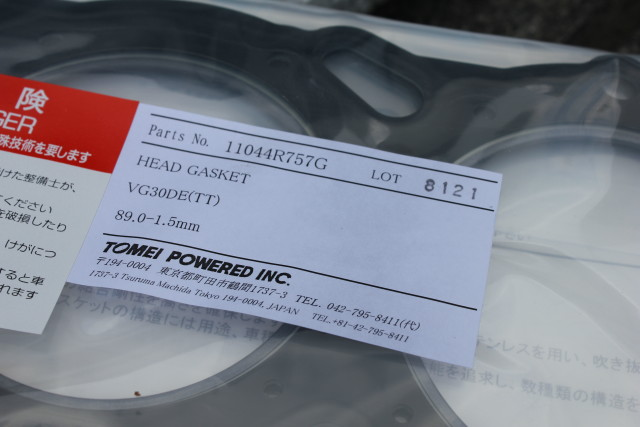 険
GER
殊技術を要します
けた整備士が、
ください
を破損したり
けがにつ
すると車
れます
Parts No. 11044R757G LOT 8121
HEAD GASKET
VG30DE(TT)
89.0-1.5mm
TOMEI POWERED INC.
〒194-0004 東京都町田市鶴間1737-3 TEL. 042-795-8411(代)
1737-3 Tsuruma Machida Tokyo 194-0004, JAPAN TEL.+81-42-795-8411
スケットの構造には用途、車
テンレスを用い、吹き抜
能を追求し、数種類の構造を